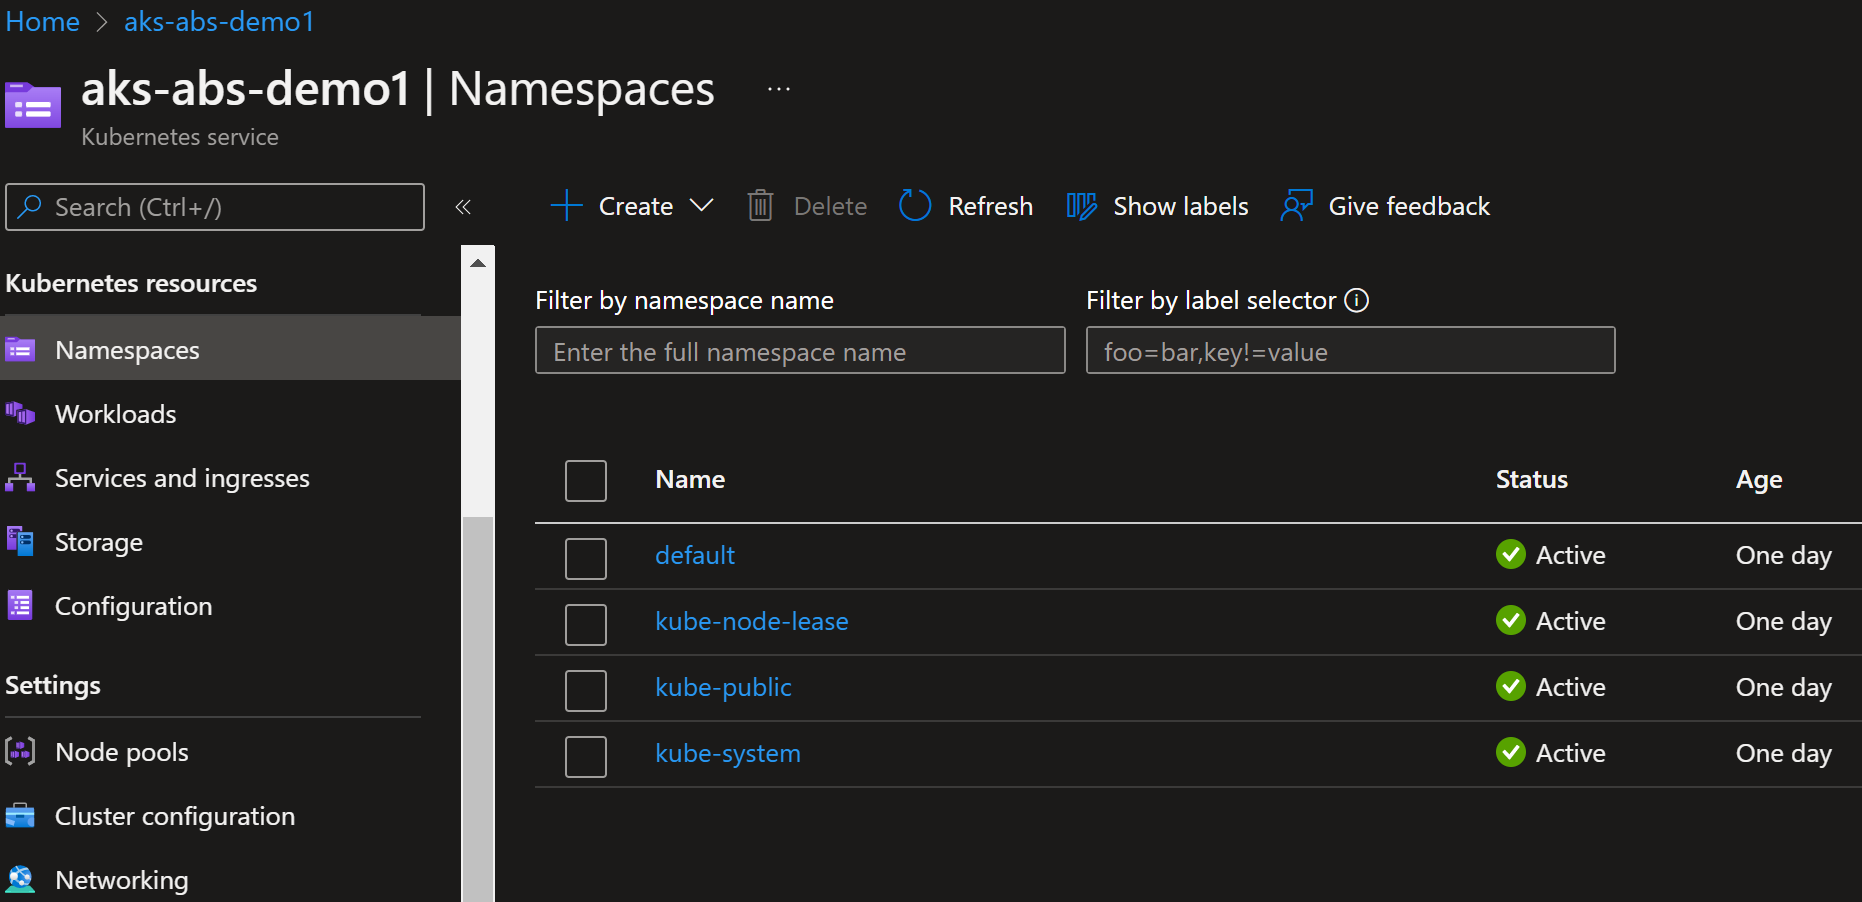 Home > aks-abs-demo1
aks-abs-demo1 | Namespaces ...
Kubernetes service
Search (Ctrl+/)
«
Create
Delete
Refresh
Show labels
Give feedback
Kubernetes resources
Namespaces
Workloads
Services and ingresses
Storage
Configuration
Settings
Node pools
Cluster configuration
Networking
Filter by namespace name
Enter the full namespace name
Filter by label selector
foo=bar,key!=value
Name Status Age
default Active One day
kube-node-lease Active One day
kube-public Active One day
kube-system Active One day